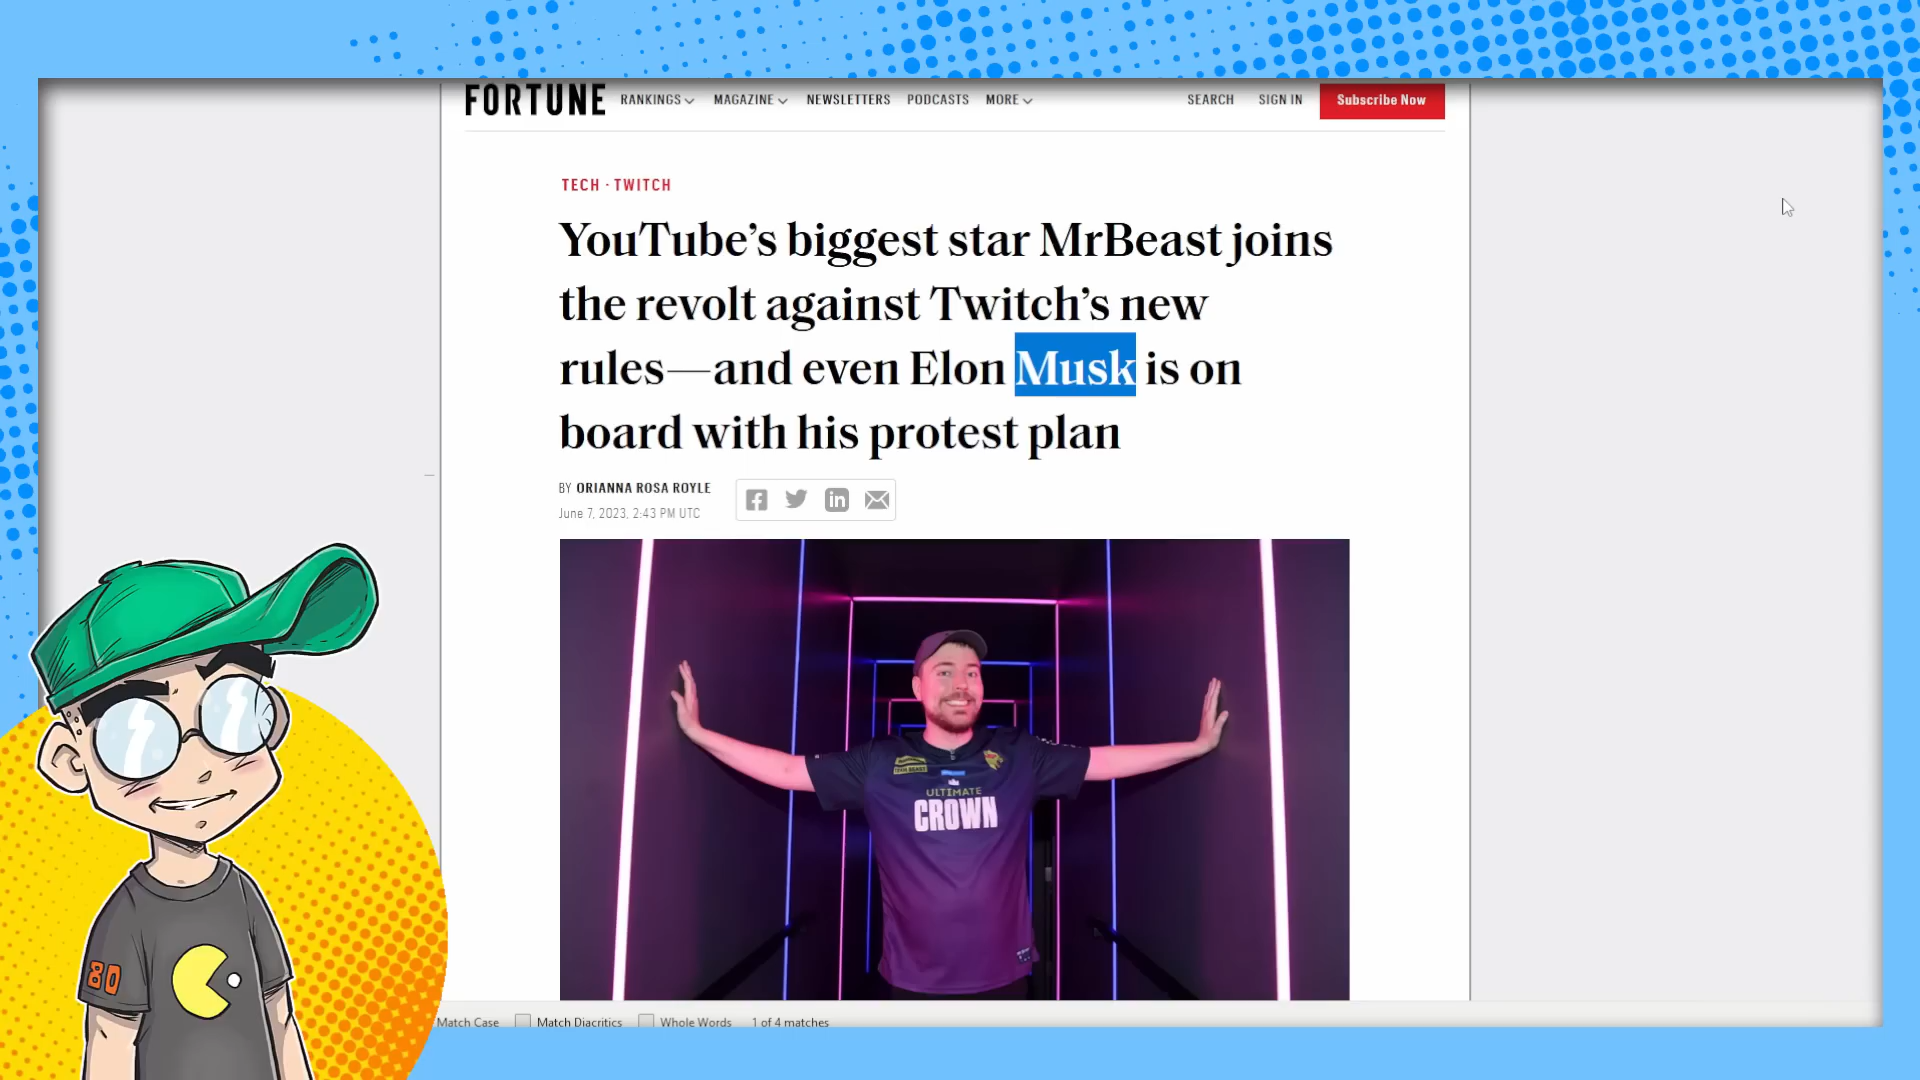 FORTUNE RANKINGS MAGAZINE NEWSLETTERS PODCASTS MORE SEARCH SIGN IN Subscribe Now
TECH · TWITCH
YouTube’s biggest star MrBeast joins
the revolt against Twitch’s new
rules—and even Elon Musk is on
board with his protest plan
BY ORIANNA ROSA ROYLE
June 7, 2023, 2:43 PM UTC
ULTIMATE
CROWN
80
Match Case Match Diacritics Whole Words 1 of 4 matches